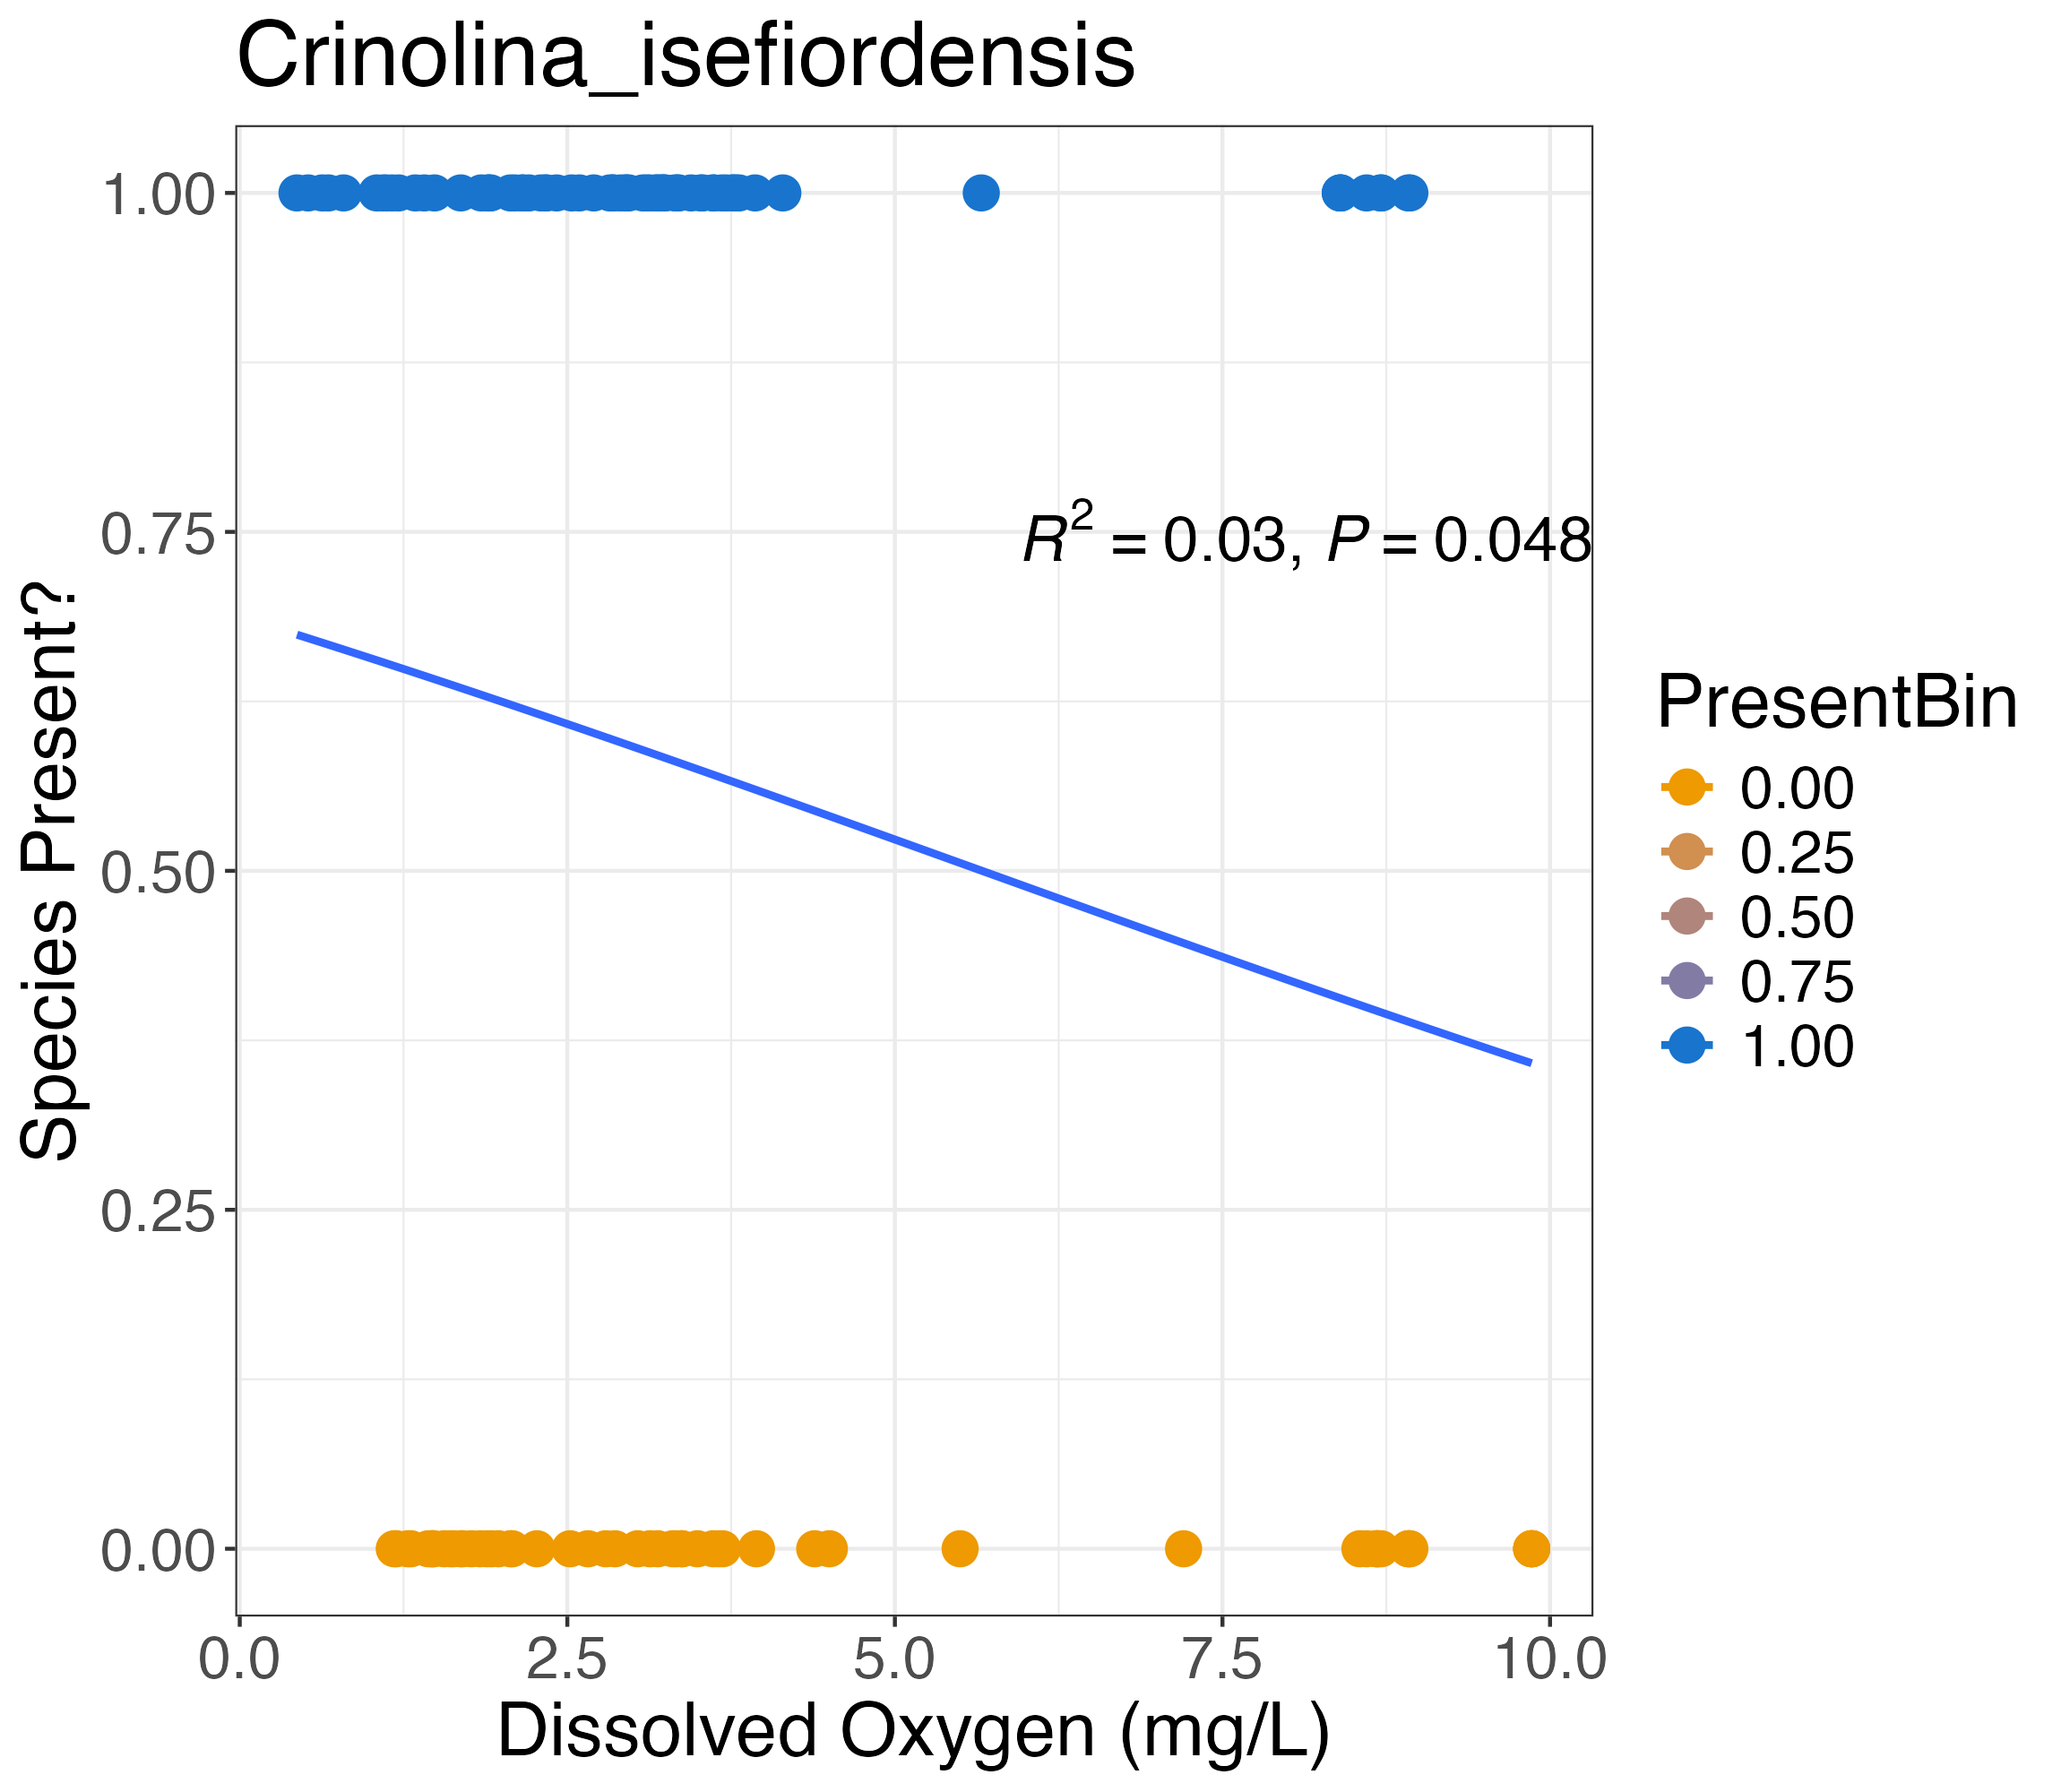 Crinolina_isefiordensis
1.00
0.75
0.50
0.25
0.00
Species Present?
R² = 0.03, P = 0.048
0.0 2.5 5.0 7.5 10.0
Dissolved Oxygen (mg/L)
PresentBin
0.00
0.25
0.50
0.75
1.00